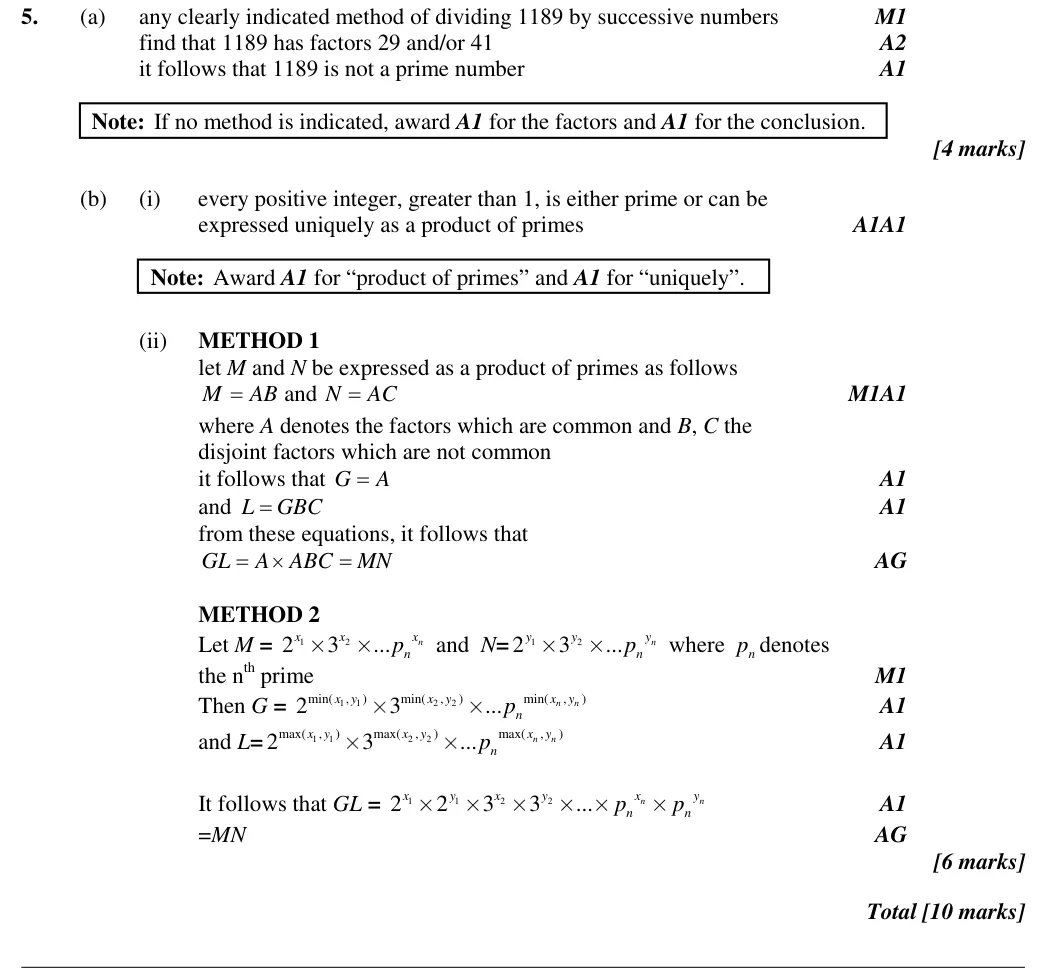 5. (a) any clearly indicated method of dividing 1189 by successive numbers M1
find that 1189 has factors 29 and/or 41 A2
it follows that 1189 is not a prime number A1
Note: If no method is indicated, award A1 for the factors and A1 for the conclusion.
[4 marks]
(b) (i) every positive integer, greater than 1, is either prime or can be
expressed uniquely as a product of primes A1A1
Note: Award A1 for “product of primes” and A1 for “uniquely”.
(ii) METHOD 1
let M and N be expressed as a product of primes as follows
M = AB and N = AC M1A1
where A denotes the factors which are common and B, C the
disjoint factors which are not common
it follows that G = A A1
and L = GBC A1
from these equations, it follows that
GL = A × ABC = MN AG
METHOD 2
Let M = 2^{x_1} × 3^{x_2} × ...p_n^{x_n} and N= 2^{y_1} × 3^{y_2} × ...p_n^{y_n} where p_n denotes
the n^{th} prime M1
Then G = 2^{min(x_1, y_1)} × 3^{min(x_2, y_2)} × ...p_n^{min(x_n, y_n)} A1
and L= 2^{max(x_1, y_1)} × 3^{max(x_2, y_2)} × ...p_n^{max(x_n, y_n)} A1
It follows that GL = 2^{x_1} × 2^{y_1} × 3^{x_2} × 3^{y_2} × ... × p_n^{x_n} × p_n^{y_n} A1
=MN AG
[6 marks]
Total [10 marks]